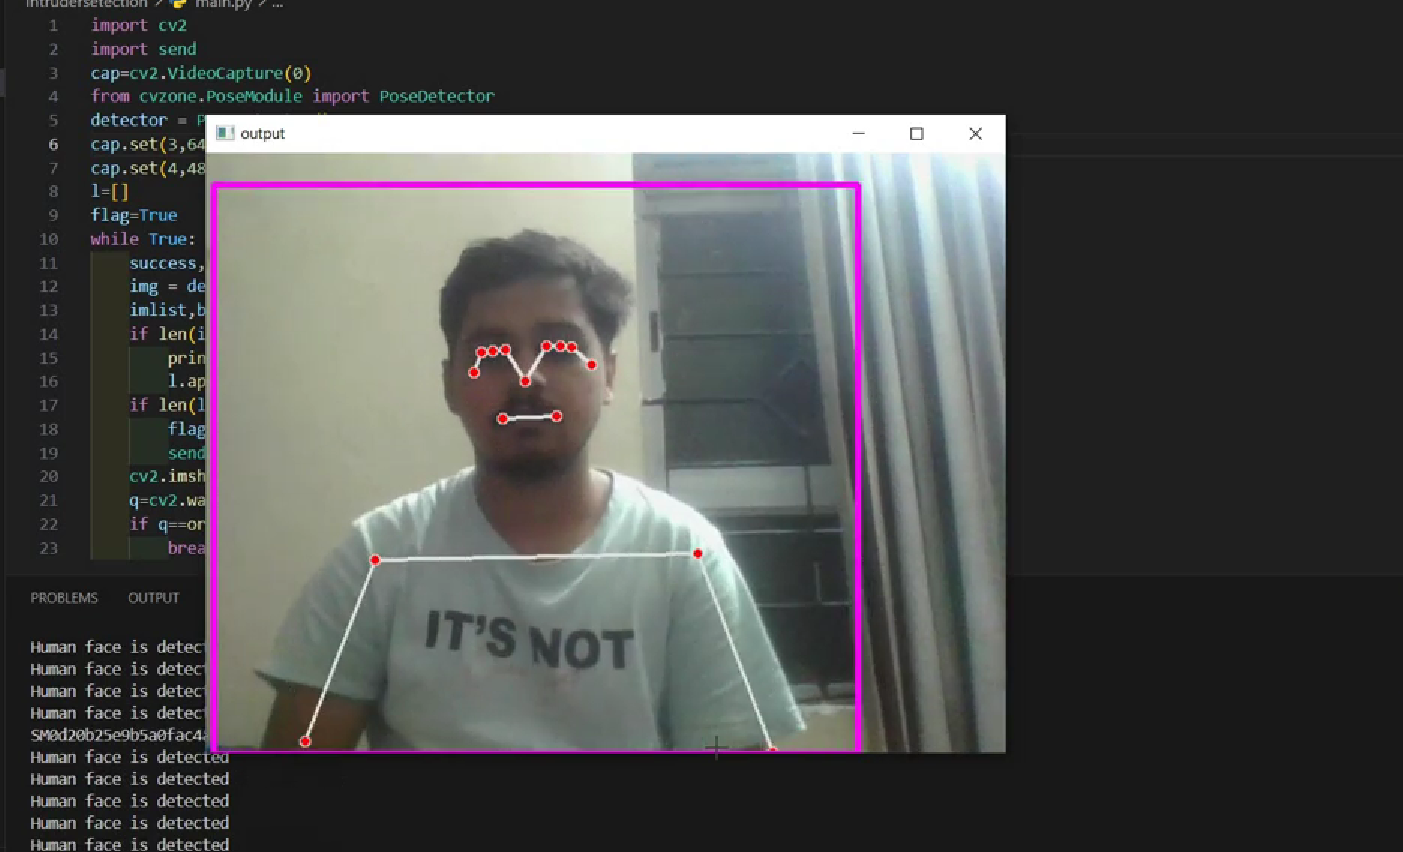 intrudersetection > main.py > ...
1 import cv2
2 import send
3 cap=cv2.VideoCapture(0)
4 from cvzone.PoseModule import PoseDetector
5 detector = P
6 cap.set(3,64
7 cap.set(4,48
8 l=[]
9 flag=True
10 while True:
11 success,
12 img = de
13 imlist,b
14 if len(i
15 prin
16 l.ap
17 if len(l
18 flag
19 send
20 cv2.imsh
21 q=cv2.wa
22 if q==or
23 brea
output
IT'S NOT
PROBLEMS OUTPUT
Human face is detect
Human face is detect
Human face is detect
Human face is detect
SM0d20b25e9b5a0fac4
Human face is detected
Human face is detected
Human face is detected
Human face is detected
Human face is detected